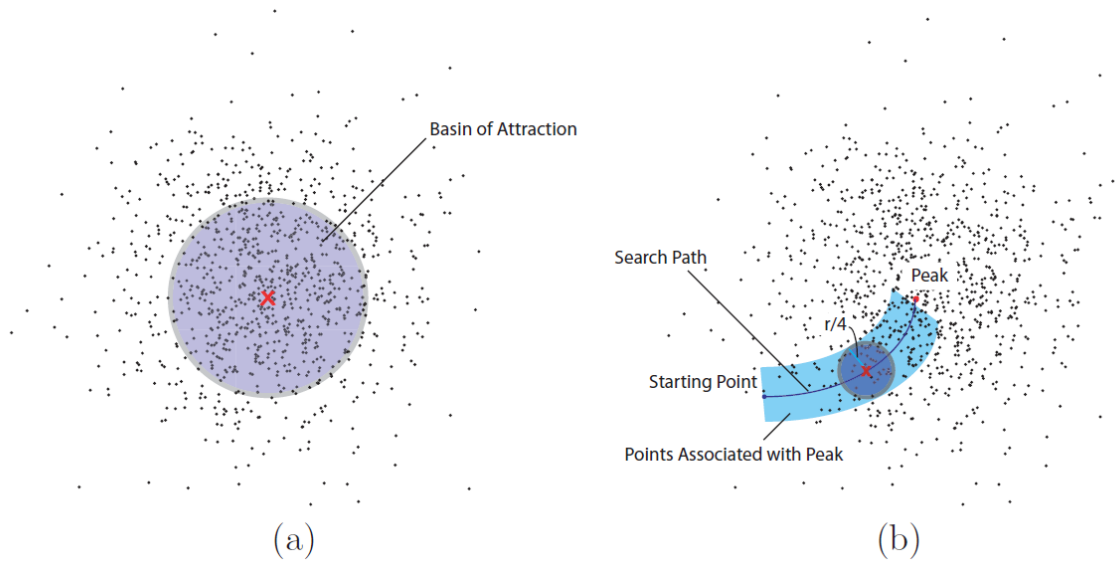 Basin of Attraction
Search Path
Peak
r/4
Starting Point
Points Associated with Peak
(a)
(b)